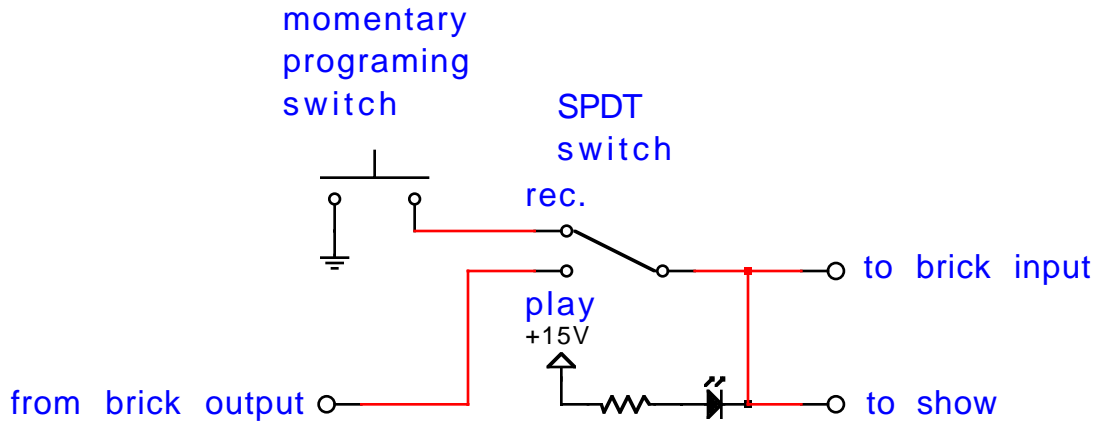 momentary
programing
switch
SPDT
switch
rec.
to brick input
play
+15V
from brick output
to show